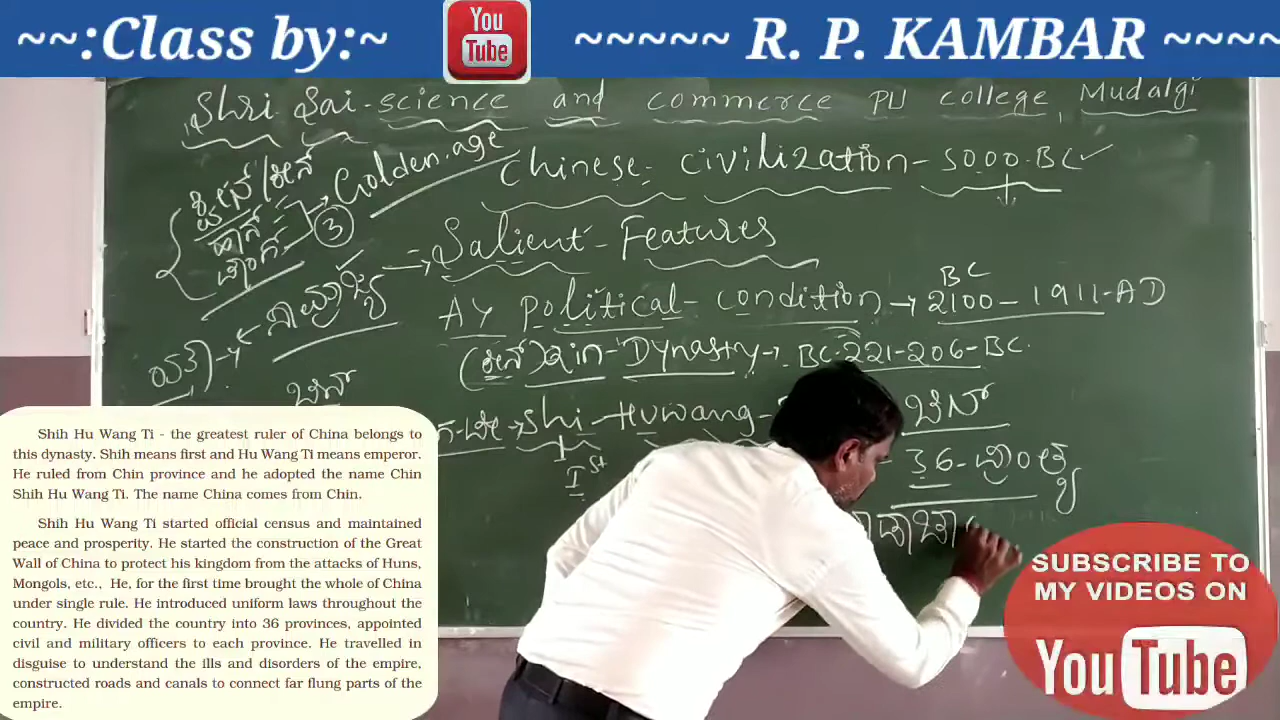 ~~:Class by:~ You Tube ~~~~~ R. P. KAMBAR ~~~~
Shri Sai-science and commerce PU college, Mudalgi
Chinese civilization - 5000-BC
Golden.age
3
Salient-Features
ಸಾಮ್ರಾಜ್ಯ
BC
A political-condition → 2100-1911-AD
(ಕೀನ್) Qin-Dynasty→ BC-221-206-BC.
shi-Huwang-
ಚಿನ್
I st
36-ಪ್ರಾಂತ್ಯ
Shih Hu Wang Ti - the greatest ruler of China belongs to
this dynasty. Shih means first and Hu Wang Ti means emperor.
He ruled from Chin province and he adopted the name Chin
Shih Hu Wang Ti. The name China comes from Chin.
Shih Hu Wang Ti started official census and maintained
peace and prosperity. He started the construction of the Great
Wall of China to protect his kingdom from the attacks of Huns,
Mongols, etc., He, for the first time brought the whole of China
under single rule. He introduced uniform laws throughout the
country. He divided the country into 36 provinces, appointed
civil and military officers to each province. He travelled in
disguise to understand the ills and disorders of the empire,
constructed roads and canals to connect far flung parts of the
empire.
SUBSCRIBE TO
MY VIDEOS ON
You Tube